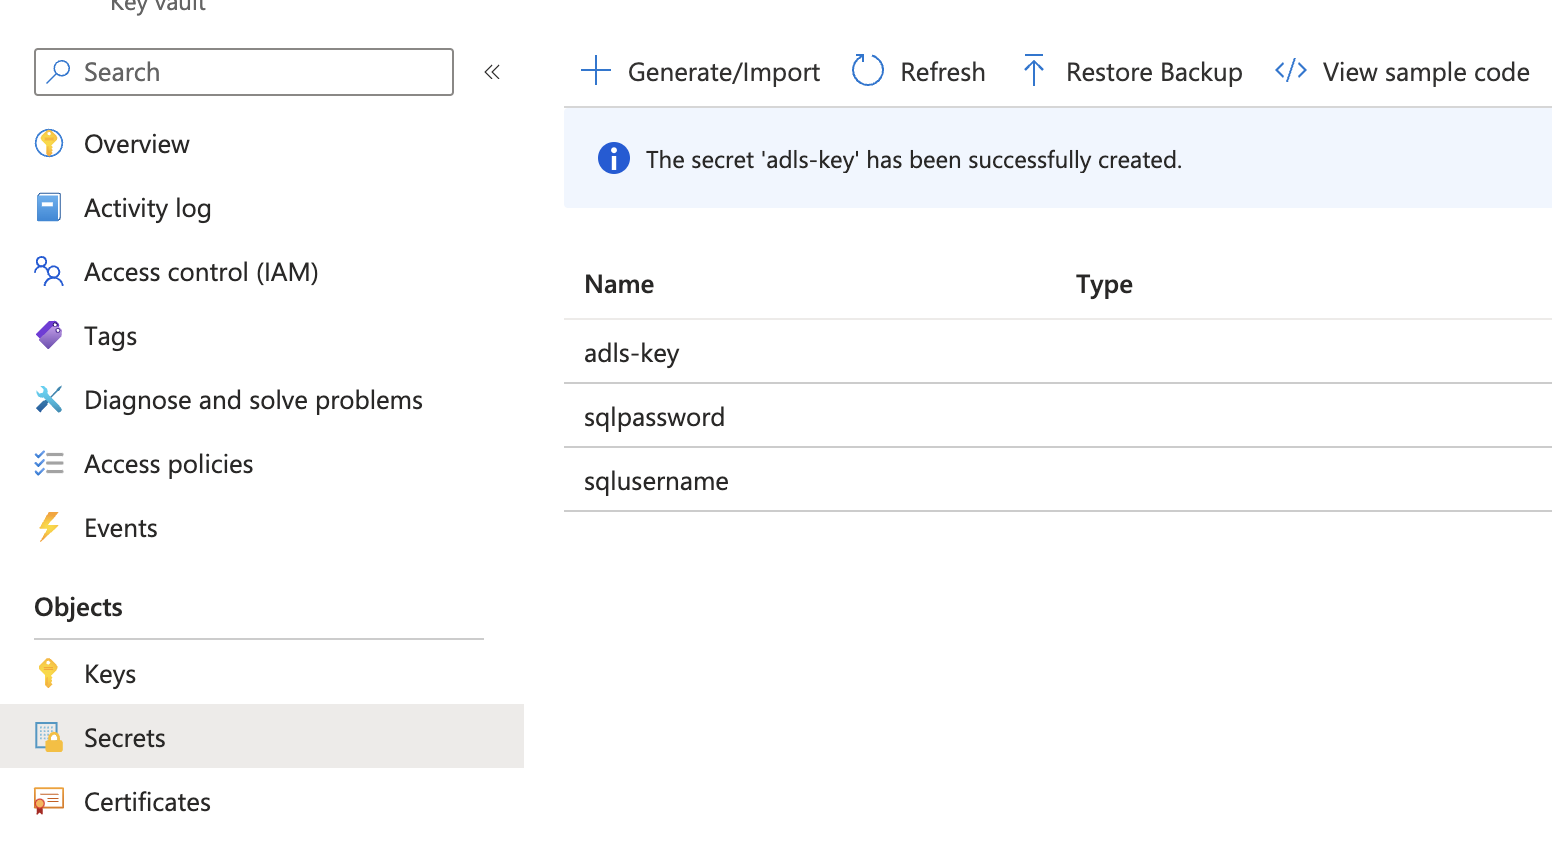 Key vault
Search
«
Generate/Import
Refresh
Restore Backup
View sample code
Overview
Activity log
Access control (IAM)
Tags
Diagnose and solve problems
Access policies
Events
Objects
Keys
Secrets
Certificates
The secret 'adls-key' has been successfully created.
Name Type
adls-key
sqlpassword
sqlusername